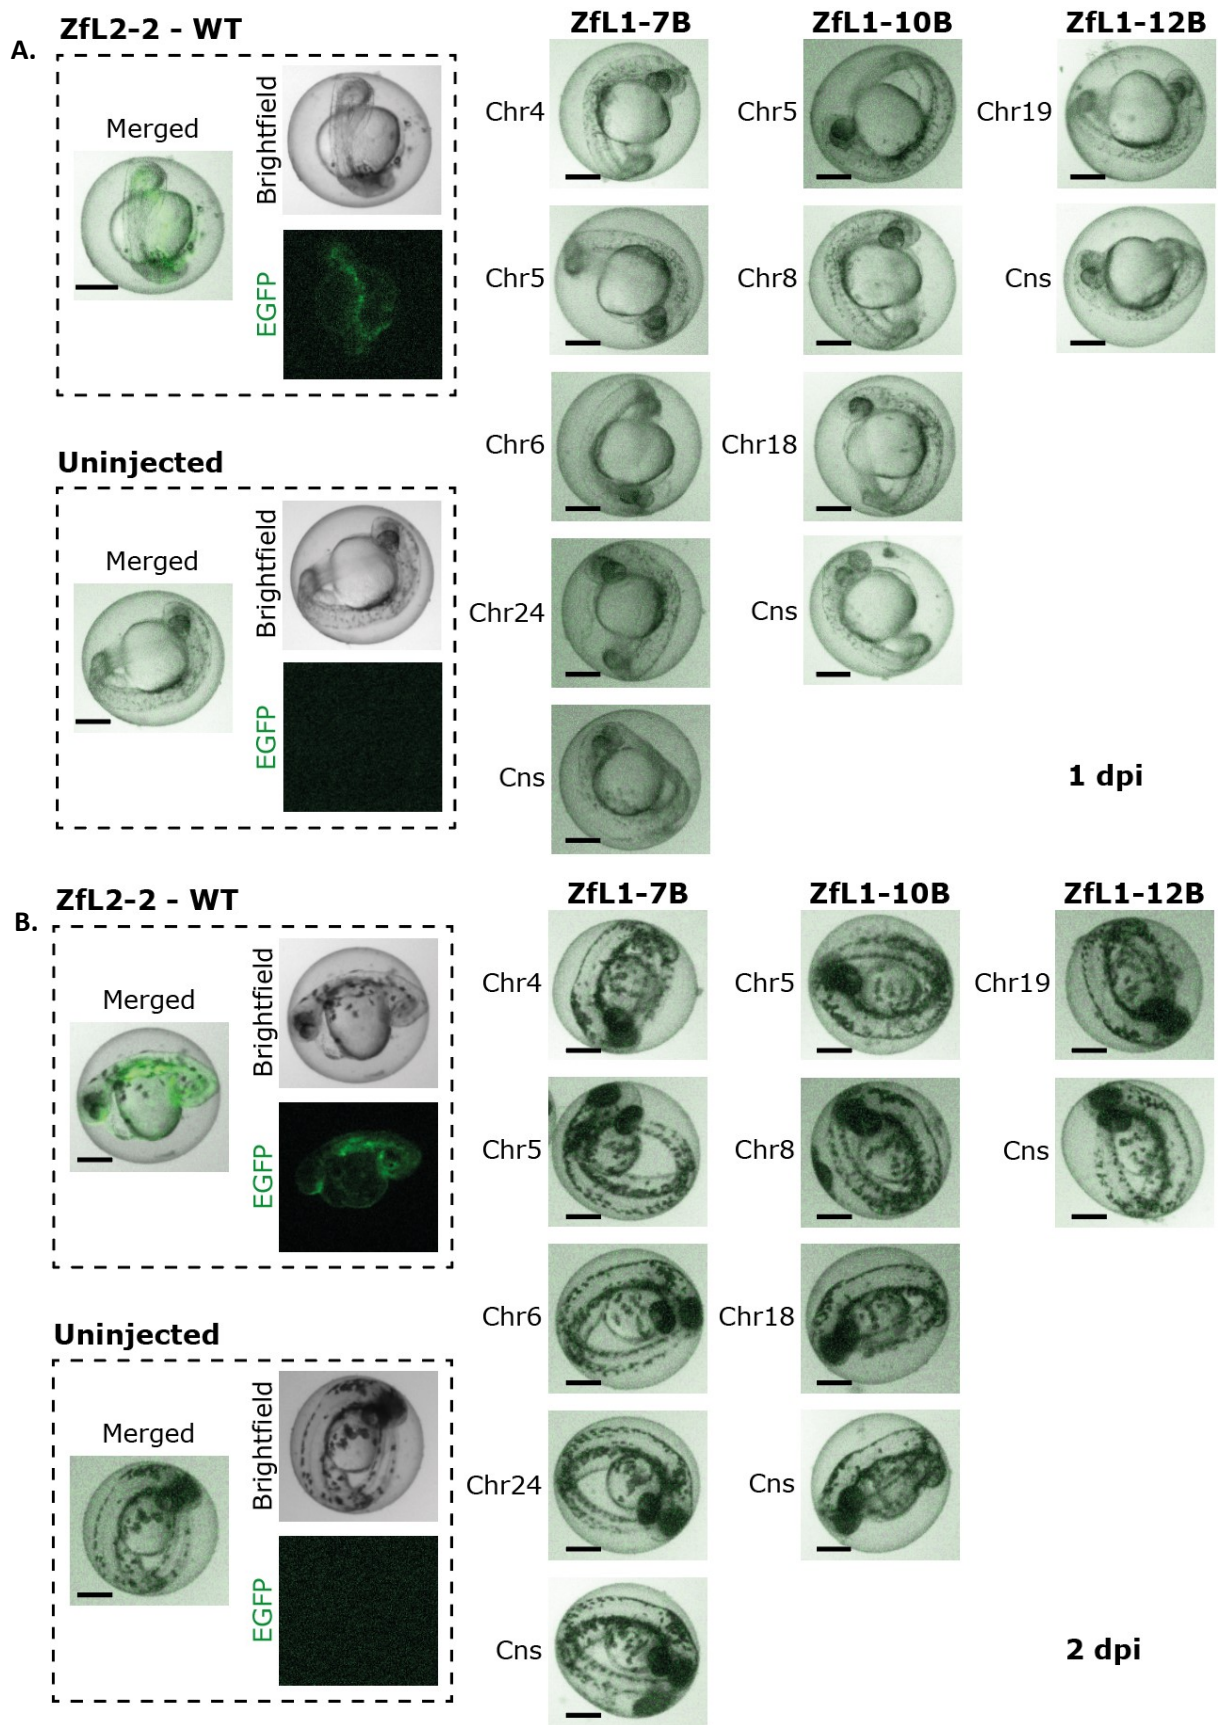 A.
ZfL2-2 - WT
Merged
Brightfield
EGFP
Uninjected
Merged
Brightfield
EGFP
ZfL1-7B
ZfL1-10B
ZfL1-12B
Chr4
Chr5
Chr19
Chr5
Chr8
Cns
Chr6
Chr18
Chr24
Cns
Cns
1 dpi
B.
ZfL2-2 - WT
Merged
Brightfield
EGFP
Uninjected
Merged
Brightfield
EGFP
ZfL1-7B
ZfL1-10B
ZfL1-12B
Chr4
Chr5
Chr19
Chr5
Chr8
Cns
Chr6
Chr18
Chr24
Cns
Cns
2 dpi